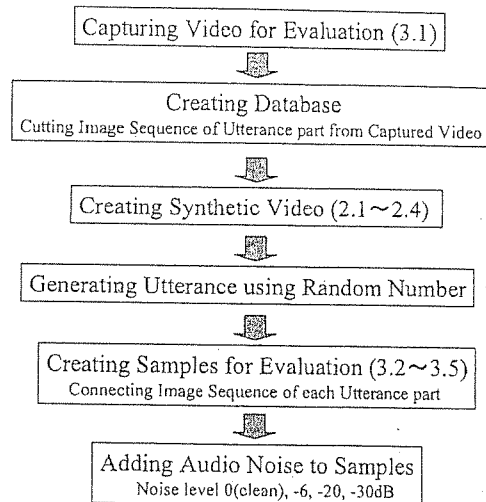 Capturing Video for Evaluation (3.1)
Creating Database
Cutting Image Sequence of Utterance part from Captured Video
Creating Synthetic Video (2.1～2.4)
Generating Utterance using Random Number
Creating Samples for Evaluation (3.2～3.5)
Connecting Image Sequence of each Utterance part
Adding Audio Noise to Samples
Noise level 0(clean), -6, -20, -30dB